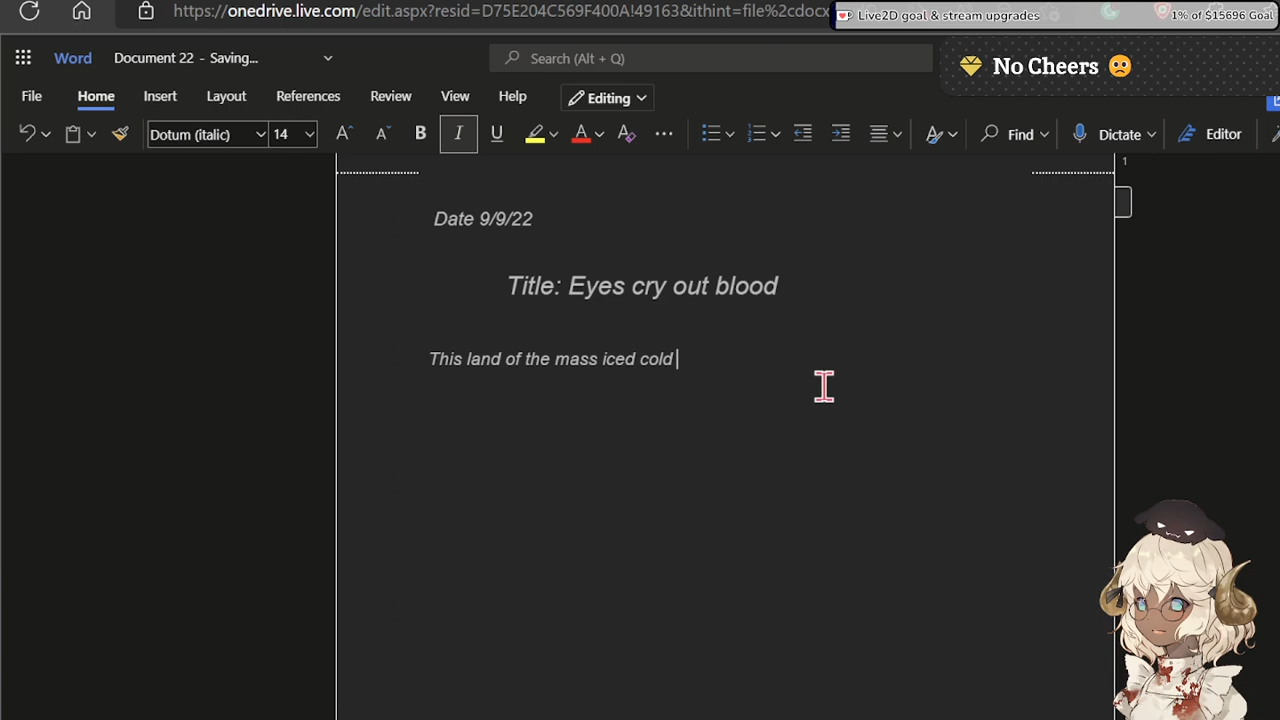 https://onedrive.live.com/edit.aspx?resid=D75E204C569F400A!49163&ithint=file%2cdocx
Live2D goal & stream upgrades 1% of $15696 Goal
Word Document 22 - Saving... Search (Alt + Q)
No Cheers
File Home Insert Layout References Review View Help Editing
Datum (italic) 14 A A B I U A A Find Dictate Editor
1
Date 9/9/22
Title: Eyes cry out blood
This land of the mass iced cold